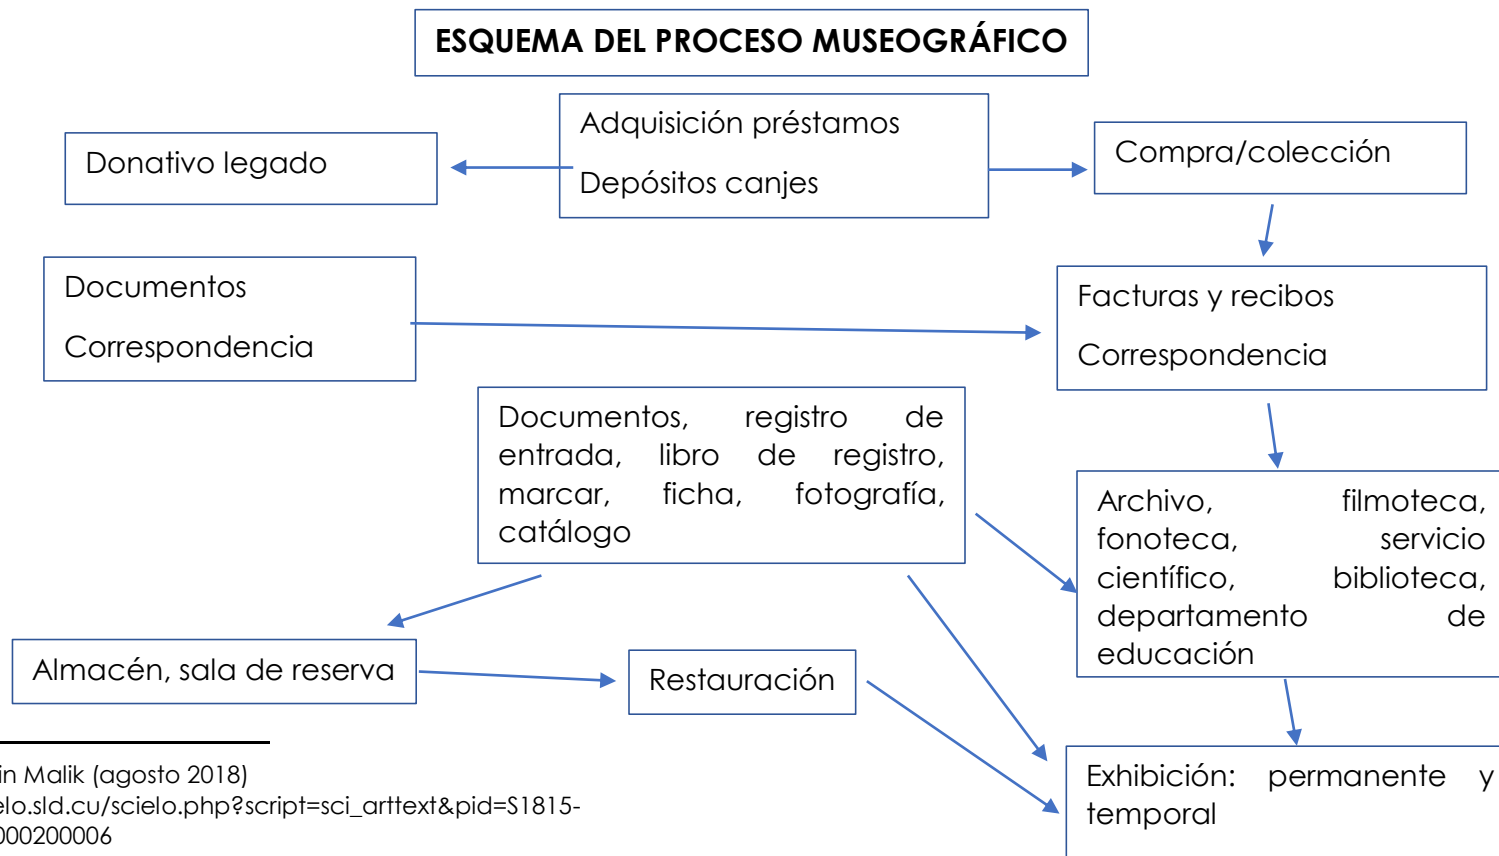 ESQUEMA DEL PROCESO MUSEOGRÁFICO
Adquisición préstamos
Depósitos canjes
Donativo legado
Compra/colección
Documentos
Correspondencia
Facturas y recibos
Correspondencia
Documentos, registro de
entrada, libro de registro,
marcar, ficha, fotografía,
catálogo
Archivo, filmoteca,
fonoteca, servicio
científico, biblioteca,
departamento de
educación
Almacén, sala de reserva
Restauración
Exhibición: permanente y
temporal
in Malik (agosto 2018)
elo.sld.cu/scielo.php?script=sci_arttext&pid=S1815-
000200006